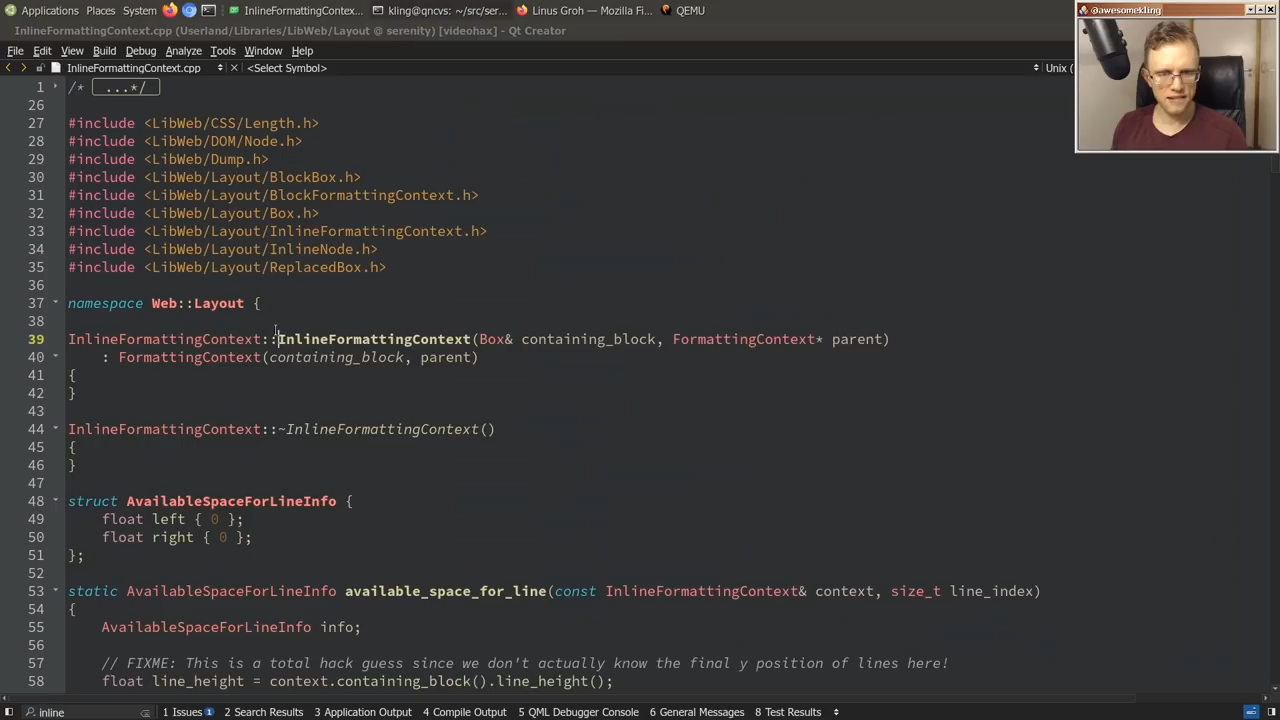 Applications Places System InlineFormattingContex... kling@qncvs: ~/src/ser... Linus Groh — Mozilla Fi... QEMU
@awesomekling
InlineFormattingContext.cpp (Userland/Libraries/LibWeb/Layout @ serenity) [videohax] - Qt Creator
File Edit View Build Debug Analyze Tools Window Help
InlineFormattingContext.cpp <Select Symbol> Unix (
1 /* ...*/
26
27 #include <LibWeb/CSS/Length.h>
28 #include <LibWeb/DOM/Node.h>
29 #include <LibWeb/Dump.h>
30 #include <LibWeb/Layout/BlockBox.h>
31 #include <LibWeb/Layout/BlockFormattingContext.h>
32 #include <LibWeb/Layout/Box.h>
33 #include <LibWeb/Layout/InlineFormattingContext.h>
34 #include <LibWeb/Layout/InlineNode.h>
35 #include <LibWeb/Layout/ReplacedBox.h>
36
37 namespace Web::Layout {
38
39 InlineFormattingContext::InlineFormattingContext(Box& containing_block, FormattingContext* parent)
40 : FormattingContext(containing_block, parent)
41 {
42 }
43
44 InlineFormattingContext::~InlineFormattingContext()
45 {
46 }
47
48 struct AvailableSpaceForLineInfo {
49 float left { 0 };
50 float right { 0 };
51 };
52
53 static AvailableSpaceForLineInfo available_space_for_line(const InlineFormattingContext& context, size_t line_index)
54 {
55 AvailableSpaceForLineInfo info;
56
57 // FIXME: This is a total hack guess since we don't actually know the final y position of lines here!
58 float line_height = context.containing_block().line_height();
inline 1 Issues 1 2 Search Results 3 Application Output 4 Compile Output 5 QML Debugger Console 6 General Messages 8 Test Results